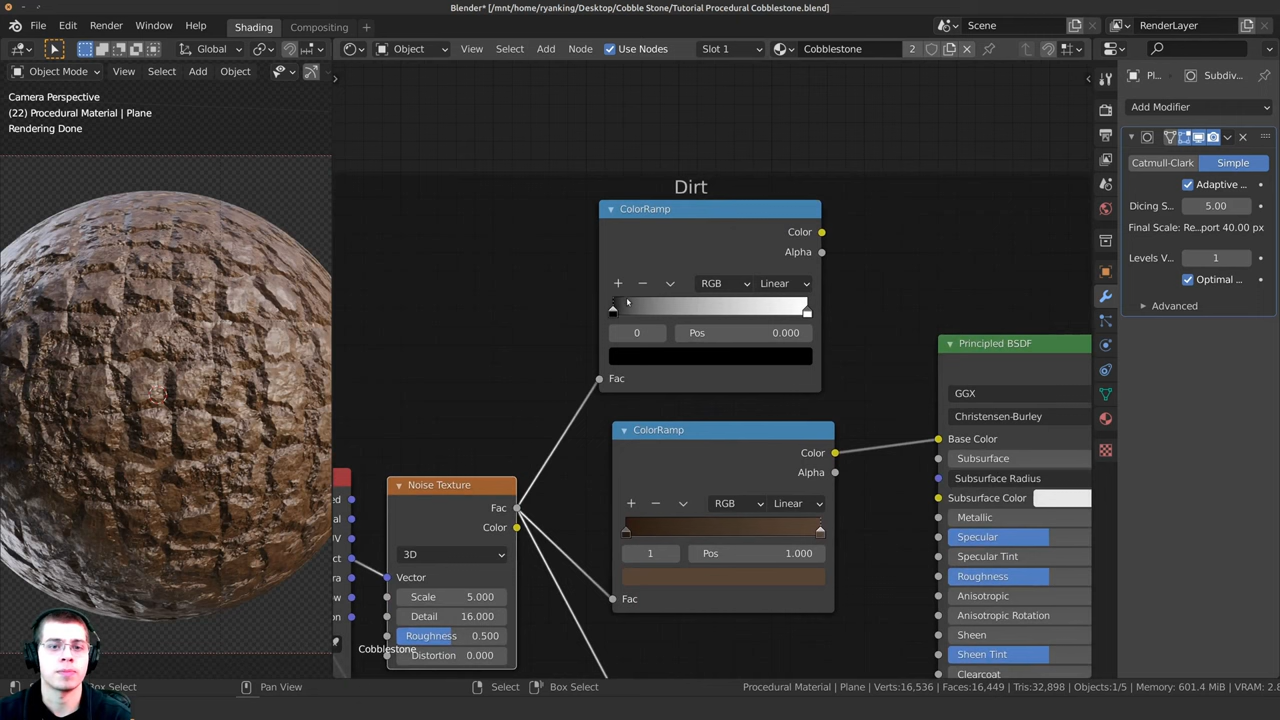 Blender* [/mnt/home/ryanking/Desktop/Cobble Stone/Tutorial Procedural Cobblestone.blend]
File Edit Render Window Help Shading Compositing Scene RenderLayer
Global Object View Select Add Node Use Nodes Slot 1 Cobblestone 2
Object Mode View Select Add Object Pl... Subdiv...
Camera Perspective
(22) Procedural Material | Plane
Rendering Done
Add Modifier
Catmull-Clark Simple
Adaptive ...
Dicing S... 5.00
Final Scale: Re...port 40.00 px
Levels V... 1
Optimal ...
Advanced
Dirt
ColorRamp
Color
Alpha
RGB Linear
0 Pos 0.000
Fac
ColorRamp
Color
Alpha
RGB Linear
1 Pos 1.000
Fac
Noise Texture
Fac
Color
3D
Vector
Scale 5.000
Detail 16.000
Roughness 0.500
Distortion 0.000
Cobblestone
Principled BSDF
GGX
Christensen-Burley
Base Color
Subsurface
Subsurface Radius
Subsurface Color
Metallic
Specular
Specular Tint
Roughness
Anisotropic
Anisotropic Rotation
Sheen
Sheen Tint
Clearcoat
Box Select Pan View Select Box Select Procedural Material | Plane | Verts:16,536 | Faces:16,449 | Tris:32,898 | Objects:1/5 | Memory: 601.4 MiB | VRAM: 2.8